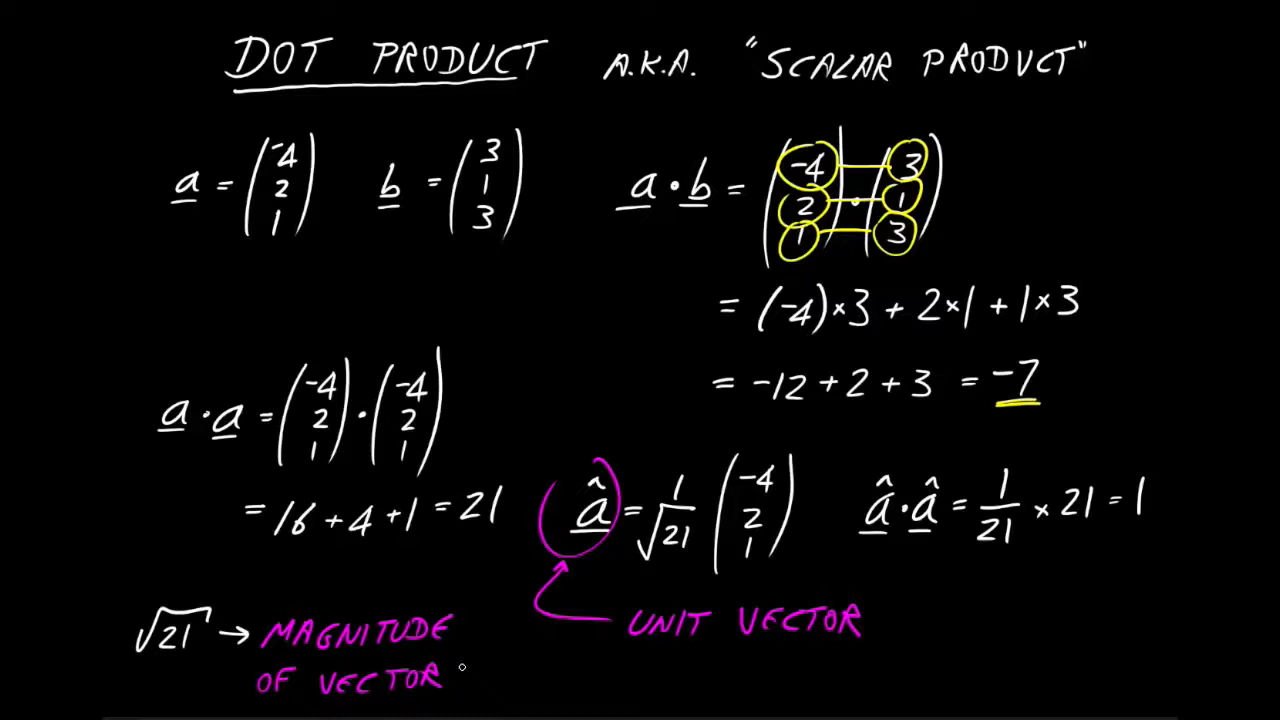 DOT PRODUCT A.K.A. "SCALAR PRODUCT"
a = (-4 2 1) b = (3 1 3) a · b = (-4 2 1) · (3 1 3)
= (-4)×3 + 2×1 + 1×3
= -12 + 2 + 3 = -7
a · a = (-4 2 1) · (-4 2 1)
= 16 + 4 + 1 = 21
â = 1/√21 (-4 2 1) â · â = 1/21 × 21 = 1
UNIT VECTOR
√21 → MAGNITUDE
OF VECTOR